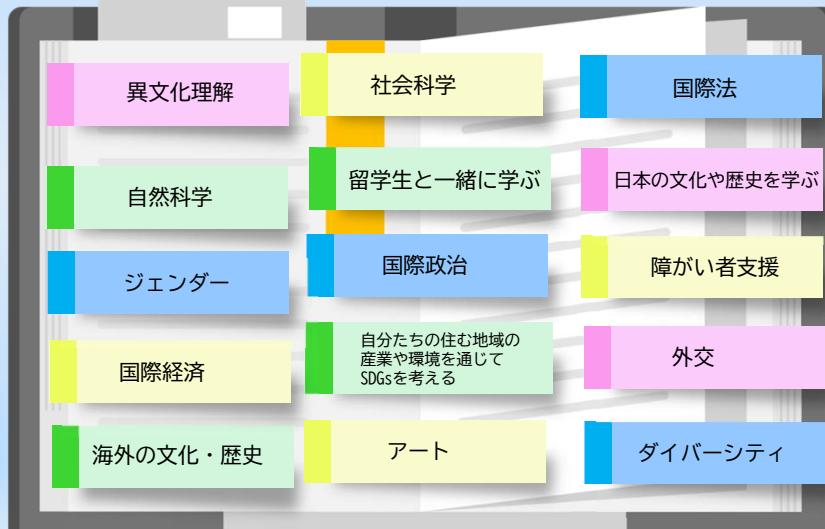 異文化理解
社会科学
国際法
自然科学
留学生と一緒に学ぶ
日本の文化や歴史を学ぶ
ジェンダー
国際政治
障がい者支援
国際経済
自分たちの住む地域の
産業や環境を通じて
SDGsを考える
外交
海外の文化・歴史
アート
ダイバーシティ